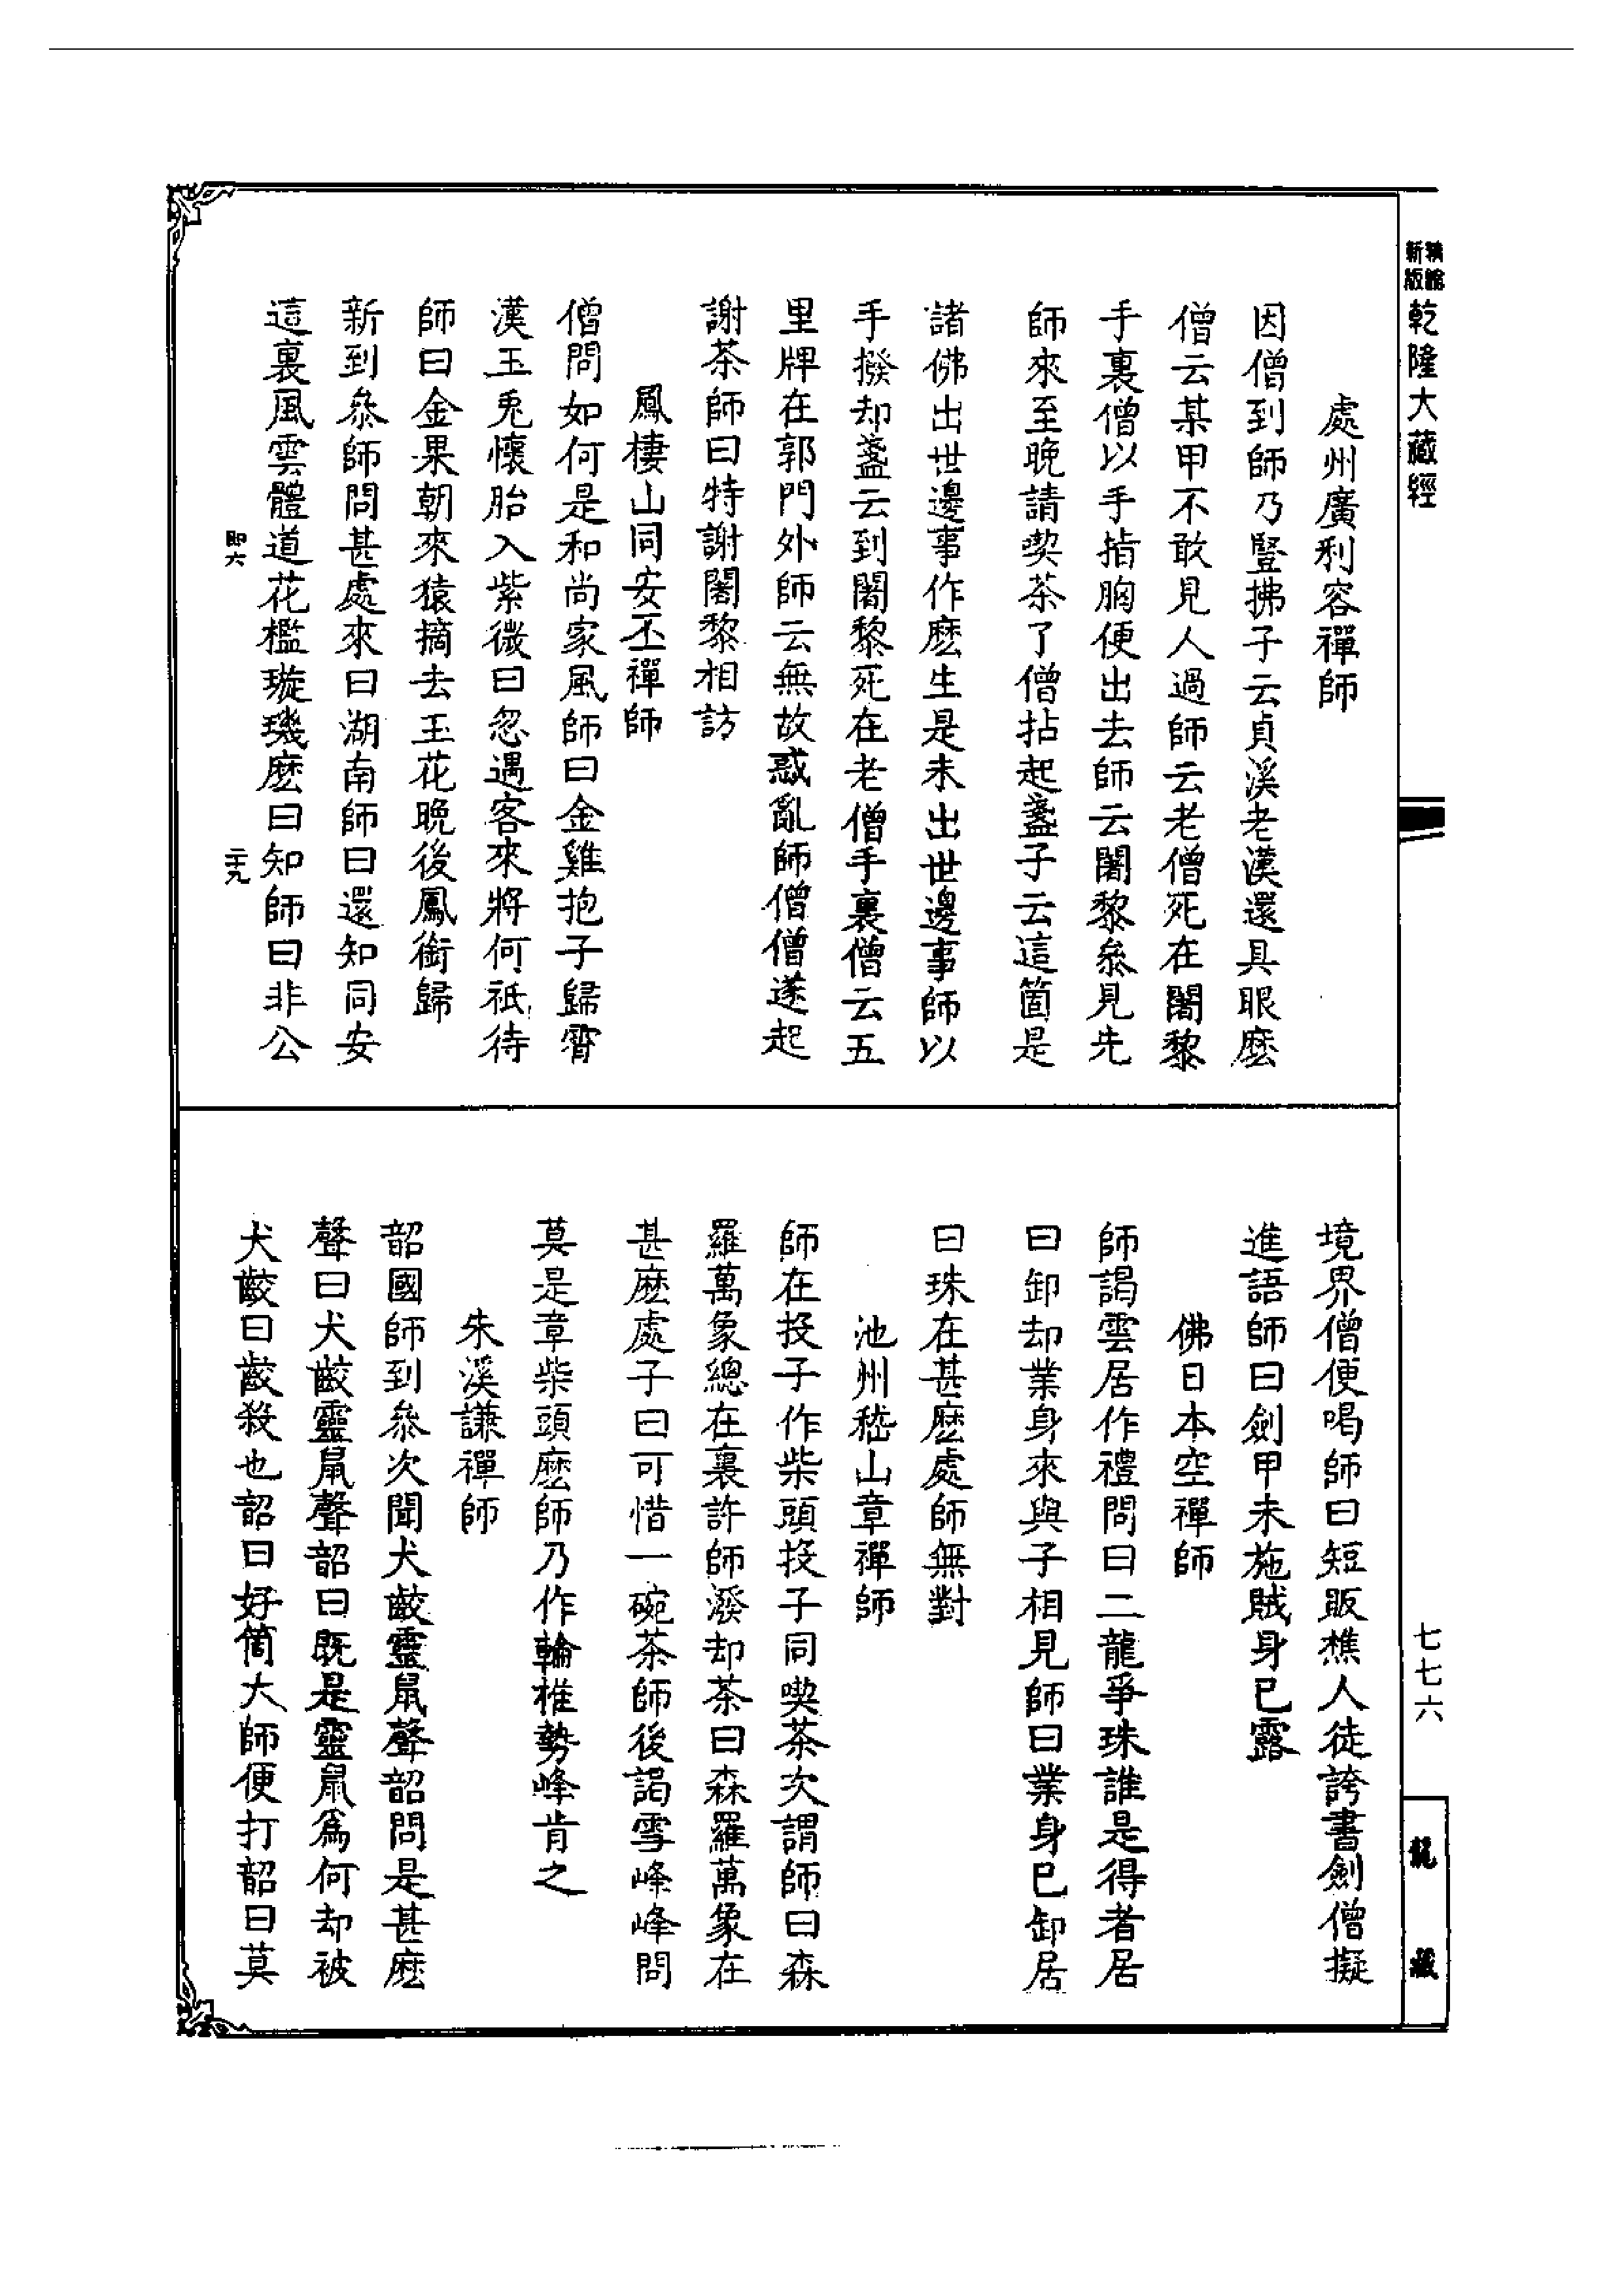 新版
精縮
乾隆大藏經
處州廣利容禪師
因僧到師乃豎拂子云貞溪老漢還具眼麽
僧云某甲不敢見人過師云老僧死在闍黎
手裏僧以手指胸便出去師云闍黎叅見先
師來至晚請喫茶了僧拈起盞子云這箇是
諸佛出世邊事作麽生是未出世邊事師以
手撥却盞云到闍黎死在老僧手裏僧云五
里牌在郭門外師云無故惑亂師僧僧遂起
謝茶師曰特謝闍黎相訪
鳳棲山同安丕禪師
僧問如何是和尚家風師曰金雞抱子歸霄
漢玉兎懷胎入紫微曰忽遇客來將何祇待
師曰金果朝來猿摘去玉花晚後鳳銜歸
新到叅師問甚處來曰湖南師曰還知同安
這裏風雲體道花檻璇璣麽曰知師曰非公
即六
二十九
境界僧便喝師曰短販樵人徒誇書劍僧擬
進語師曰劍甲未施賊身已露
佛日本空禪師
師謁雲居作禮問曰二龍爭珠誰是得者居
曰卸却業身來與子相見師曰業身已卸居
曰珠在甚麽處師無對
池州嵇山章禪師
師在投子作柴頭投子同喫茶次謂師曰森
羅萬象總在裏許師潑却茶曰森羅萬象在
甚麽處子曰可惜一碗茶師後謁雪峰峰問
莫是章柴頭麽師乃作輪椎勢峰肯之
朱溪謙禪師
韶國師到叅次聞犬齩靈鼠聲韶問是甚麽
聲曰犬齩靈鼠聲韶曰既是靈鼠爲何却被
犬齩曰齩殺也韶曰好箇犬師便打韶曰莫
七七六
龍藏